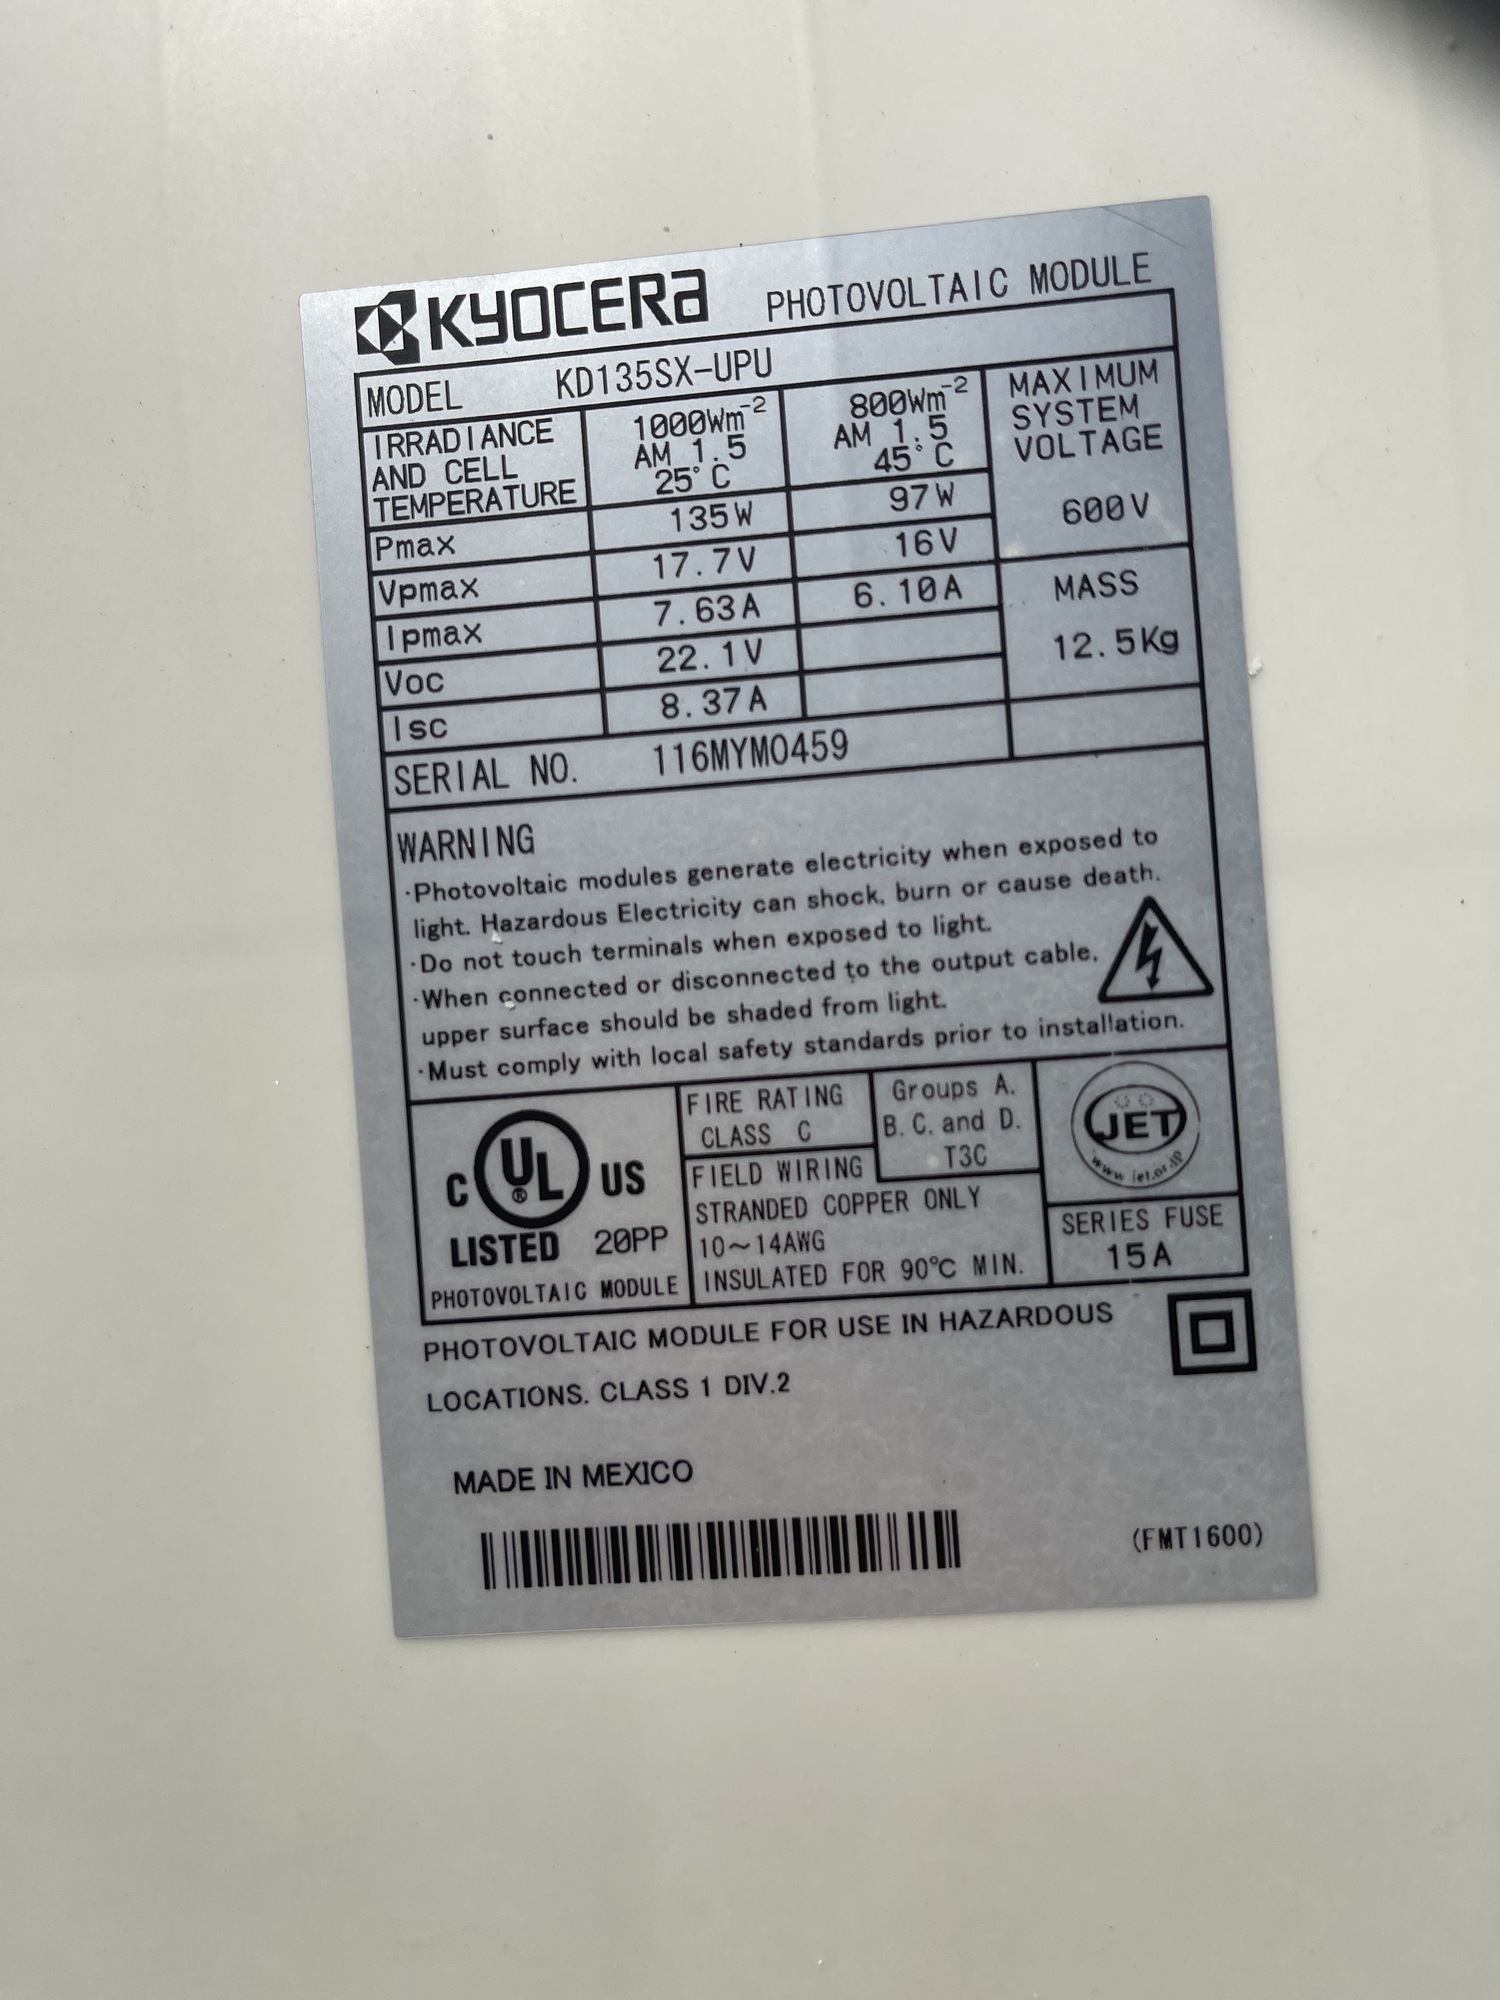 KYOCERA PHOTOVOLTAIC MODULE
MODEL KD135SX-UPU
IRRADIANCE AND CELL TEMPERATURE
1000Wm-2 AM 1.5 25°C
800Wm-2 AM 1.5 45°C
MAXIMUM SYSTEM VOLTAGE
600V
Pmax 135W 97W
Vpmax 17.7V 16V
Ipmax 7.63A 6.10A
MASS
12.5Kg
Voc 22.1V
Isc 8.37A
SERIAL NO. 116MYM0459
WARNING
·Photovoltaic modules generate electricity when exposed to
light. Hazardous Electricity can shock, burn or cause death.
·Do not touch terminals when exposed to light.
·When connected or disconnected to the output cable,
upper surface should be shaded from light.
·Must comply with local safety standards prior to installation.
C UL® US
LISTED 20PP
PHOTOVOLTAIC MODULE
FIRE RATING
CLASS C
Groups A.
B. C. and D.
T3C
FIELD WIRING
STRANDED COPPER ONLY
10~14AWG
INSULATED FOR 90℃ MIN.
JET
www.jet.or.jp
SERIES FUSE
15A
PHOTOVOLTAIC MODULE FOR USE IN HAZARDOUS
LOCATIONS. CLASS 1 DIV.2
MADE IN MEXICO
(FMT1600)